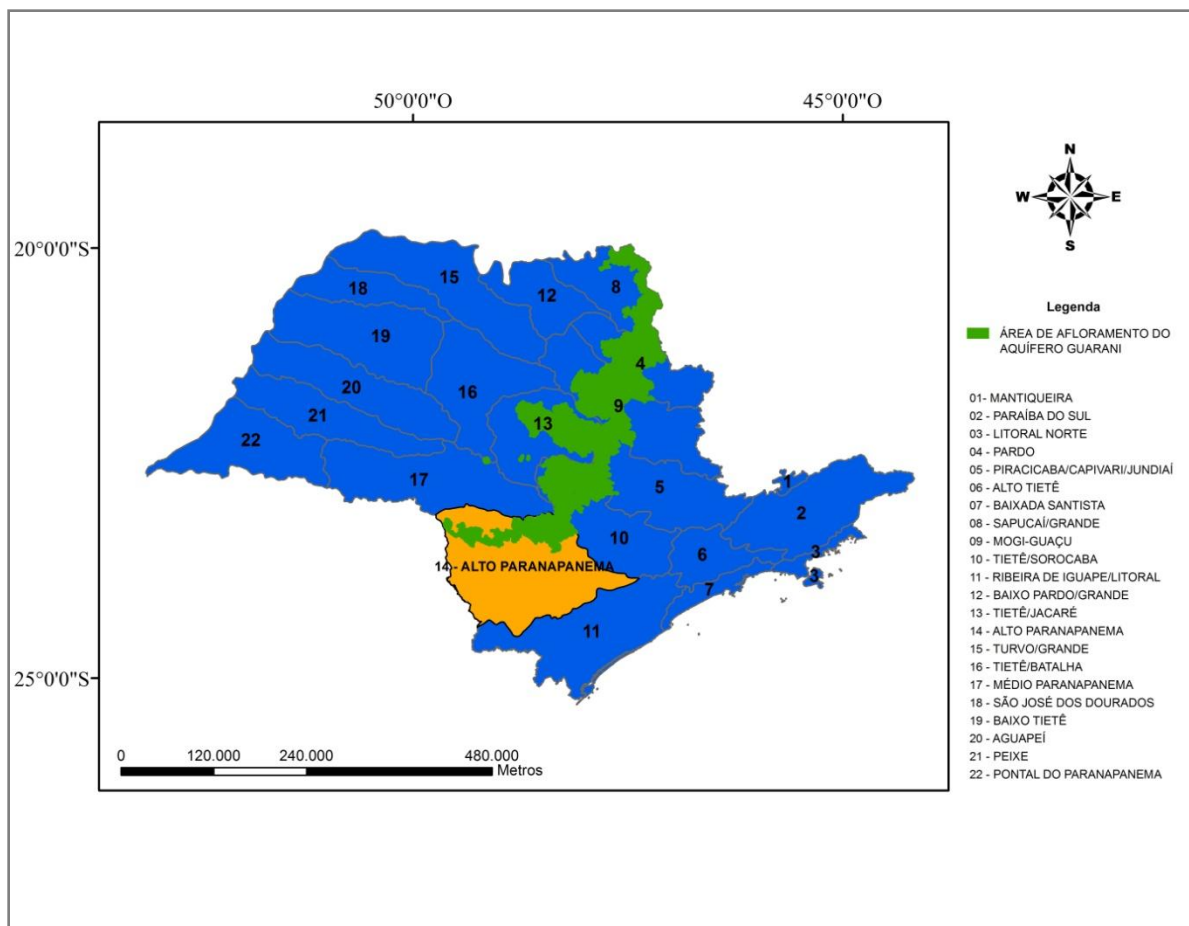 50°0'0"O
45°0'0"O
20°0'0"S
25°0'0"S
N
W
E
S
15
18
12
8
19
4
16
20
9
13
21
22
17
5
1
2
10
6
3
3
14 - ALTO PARANAPANEMA
7
11
0
120.000
240.000
480.000
Metros
Legenda
ÁREA DE AFLORAMENTO DO
AQUÍFERO GUARANI
01- MANTIQUEIRA
02 - PARAÍBA DO SUL
03 - LITORAL NORTE
04 - PARDO
05 - PIRACICABA/CAPIVARI/JUNDIAÍ
06 - ALTO TIETÊ
07 - BAIXADA SANTISTA
08 - SAPUCAÍ/GRANDE
09 - MOGI-GUAÇU
10 - TIETÊ/SOROCABA
11 - RIBEIRA DE IGUAPE/LITORAL
12 - BAIXO PARDO/GRANDE
13 - TIETÊ/JACARÉ
14 - ALTO PARANAPANEMA
15 - TURVO/GRANDE
16 - TIETÊ/BATALHA
17 - MÉDIO PARANAPANEMA
18 - SÃO JOSÉ DOS DOURADOS
19 - BAIXO TIETÊ
20 - AGUAPEÍ
21 - PEIXE
22 - PONTAL DO PARANAPANEMA